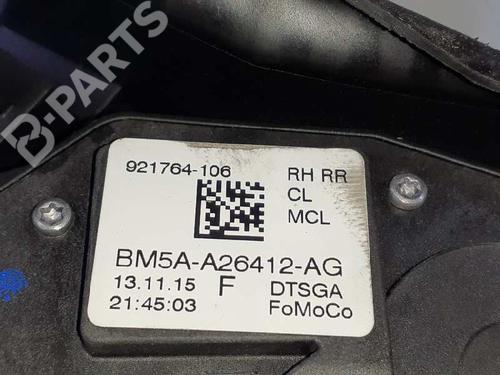 B-PARTS
921764-106 RH RR
CL
MCL
BM5A-A26412-AG
13.11.15 F DTSGA
21:45:03 FoMoCo